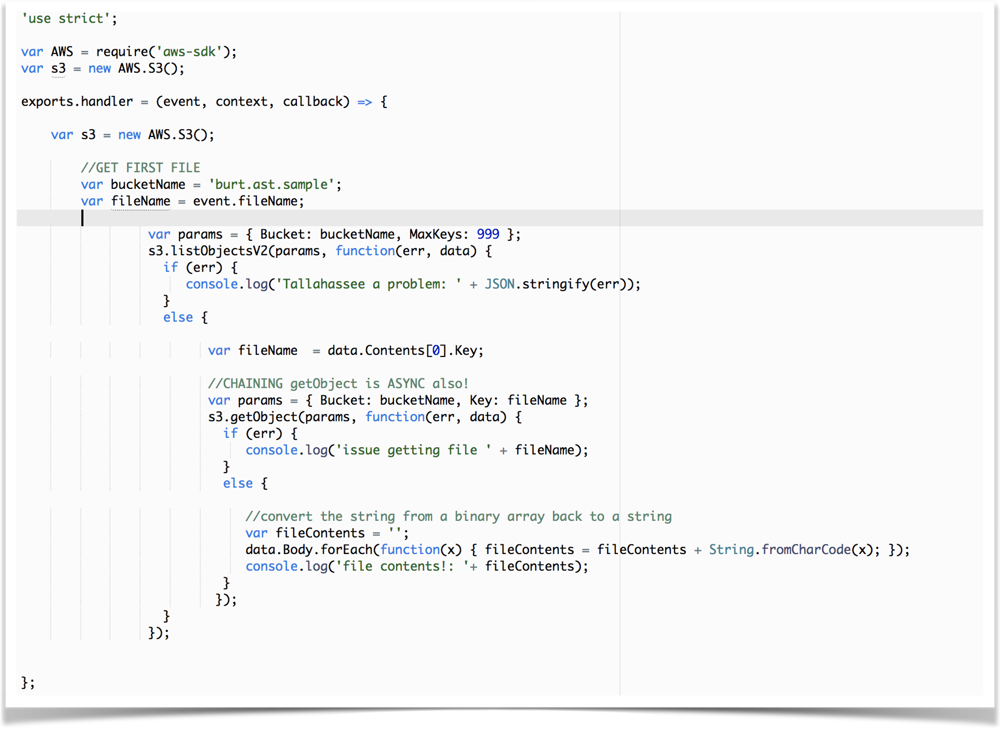 'use strict';
var AWS = require('aws-sdk');
var s3 = new AWS.S3();
exports.handler = (event, context, callback) => {
var s3 = new AWS.S3();
//GET FIRST FILE
var bucketName = 'burt.ast.sample';
var fileName = event.fileName;
var params = { Bucket: bucketName, MaxKeys: 999 };
s3.listObjectsV2(params, function(err, data) {
if (err) {
console.log('Tallahassee a problem: ' + JSON.stringify(err));
}
else {
var fileName  = data.Contents[0].Key;
//CHAINING getObject is ASYNC also!
var params = { Bucket: bucketName, Key: fileName };
s3.getObject(params, function(err, data) {
if (err) {
console.log('issue getting file ' + fileName);
}
else {
//convert the string from a binary array back to a string
var fileContents = '';
data.Body.forEach(function(x) { fileContents = fileContents + String.fromCharCode(x); });
console.log('file contents!: '+ fileContents);
}
});
}
});
};